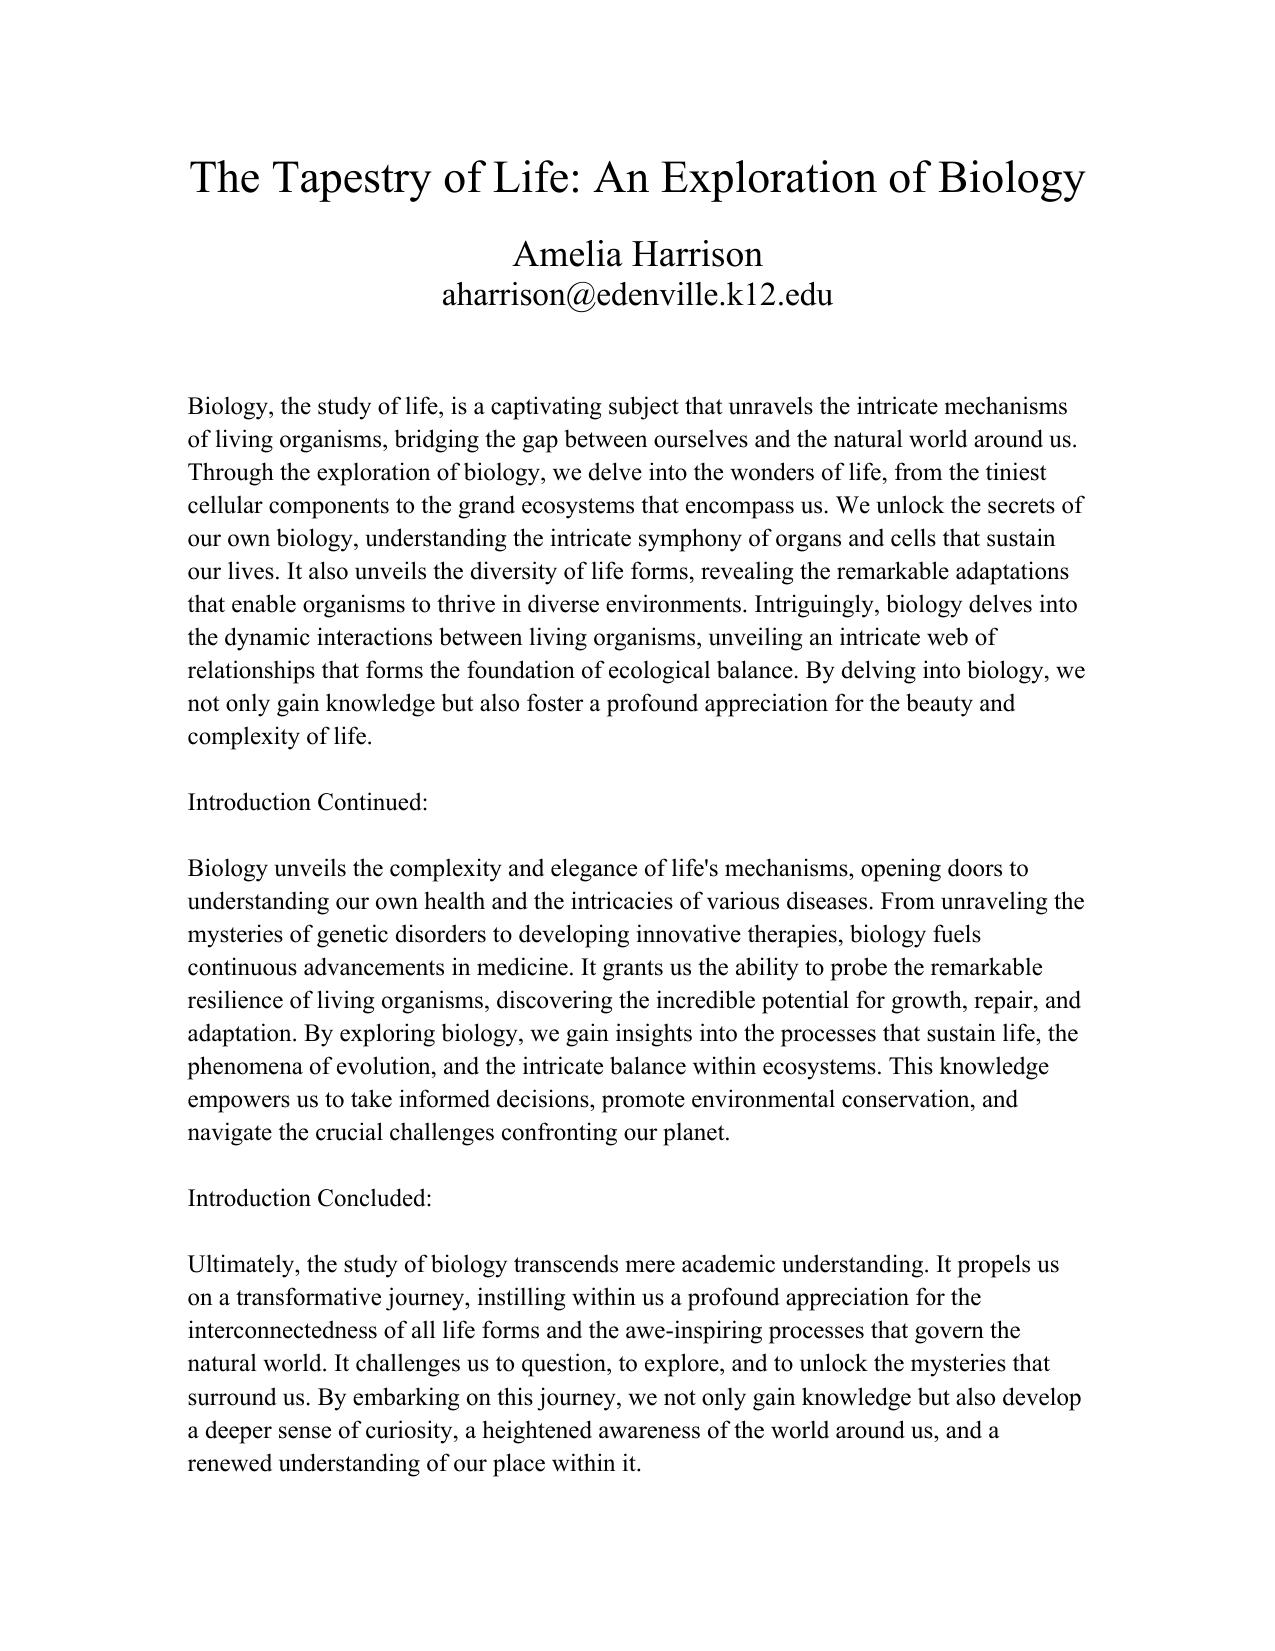 The Tapestry of Life: An Exploration of Biology
Amelia Harrison
aharrison@edenville.k12.edu
Biology, the study of life, is a captivating subject that unravels the intricate mechanisms
of living organisms, bridging the gap between ourselves and the natural world around us.
Through the exploration of biology, we delve into the wonders of life, from the tiniest
cellular components to the grand ecosystems that encompass us. We unlock the secrets of
our own biology, understanding the intricate symphony of organs and cells that sustain
our lives. It also unveils the diversity of life forms, revealing the remarkable adaptations
that enable organisms to thrive in diverse environments. Intriguingly, biology delves into
the dynamic interactions between living organisms, unveiling an intricate web of
relationships that forms the foundation of ecological balance. By delving into biology, we
not only gain knowledge but also foster a profound appreciation for the beauty and
complexity of life.
Introduction Continued:
Biology unveils the complexity and elegance of life's mechanisms, opening doors to
understanding our own health and the intricacies of various diseases. From unraveling the
mysteries of genetic disorders to developing innovative therapies, biology fuels
continuous advancements in medicine. It grants us the ability to probe the remarkable
resilience of living organisms, discovering the incredible potential for growth, repair, and
adaptation. By exploring biology, we gain insights into the processes that sustain life, the
phenomena of evolution, and the intricate balance within ecosystems. This knowledge
empowers us to take informed decisions, promote environmental conservation, and
navigate the crucial challenges confronting our planet.
Introduction Concluded:
Ultimately, the study of biology transcends mere academic understanding. It propels us
on a transformative journey, instilling within us a profound appreciation for the
interconnectedness of all life forms and the awe-inspiring processes that govern the
natural world. It challenges us to question, to explore, and to unlock the mysteries that
surround us. By embarking on this journey, we not only gain knowledge but also develop
a deeper sense of curiosity, a heightened awareness of the world around us, and a
renewed understanding of our place within it.